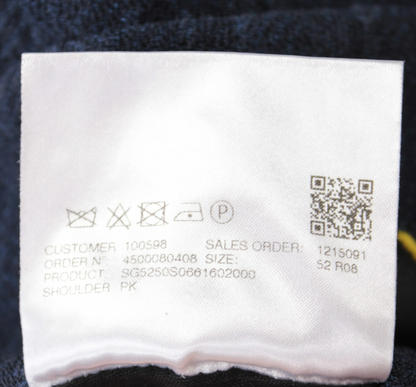 P
CUSTOMER: 100598 SALES ORDER: 1215091
ORDER N°: 4500080408 SIZE: 52 R08
PRODUCT: SG5250S0661602000
SHOULDER: PK